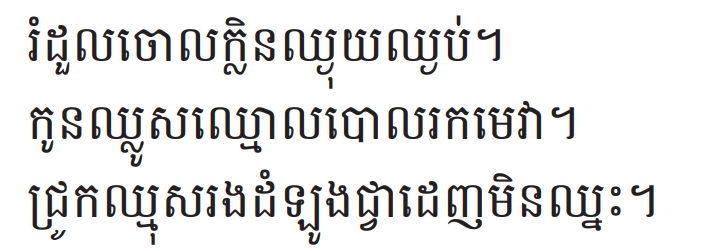 រំដួលចោលក្លិនឈ្ងុយឈ្ងប់។
កូនឈ្លូសឈ្មោលបោលរកមេវា។
ជ្រូកឈ្មុសរងដំឡូងផ្វាដេញមិនឈ្នះ។